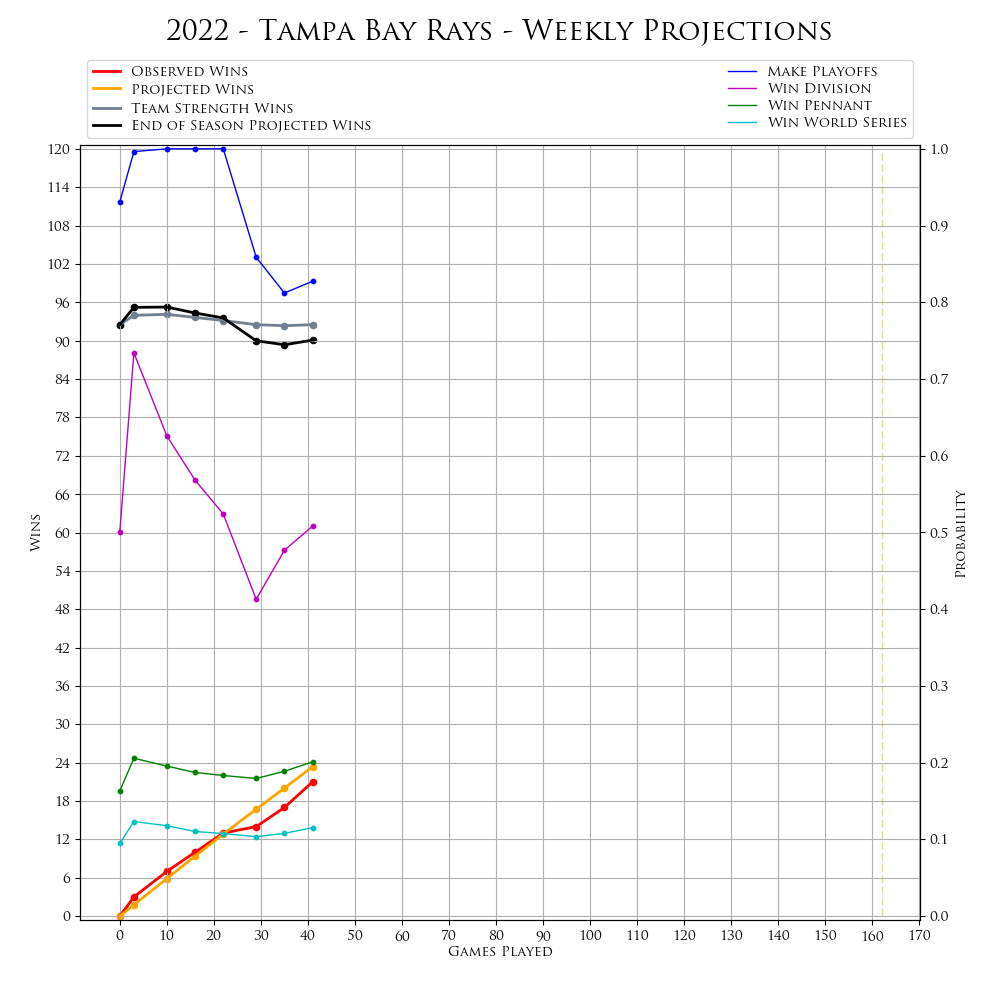 2022 - Tampa Bay Rays - Weekly Projections
Observed Wins
Projected Wins
Team Strength Wins
End of Season Projected Wins
Make Playoffs
Win Division
Win Pennant
Win World Series
120
114
108
102
96
90
84
78
72
66
60
54
48
42
36
30
24
18
12
6
0
Wins
1.0
0.9
0.8
0.7
0.6
0.5
0.4
0.3
0.2
0.1
0.0
Probability
0 10 20 30 40 50 60 70 80 90 100 110 120 130 140 150 160 170
Games Played